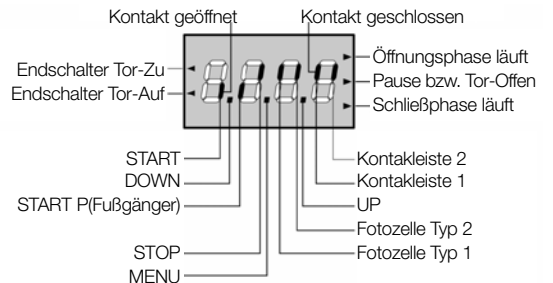 Kontakt geöffnet Kontakt geschlossen
Endschalter Tor-Zu
Endschalter Tor-Auf
Öffnungsphase läuft
Pause bzw. Tor-Offen
Schließphase läuft
START
DOWN
START P(Fußgänger)
STOP
MENU
Kontakleiste 2
Kontakleiste 1
UP
Fotozelle Typ 2
Fotozelle Typ 1